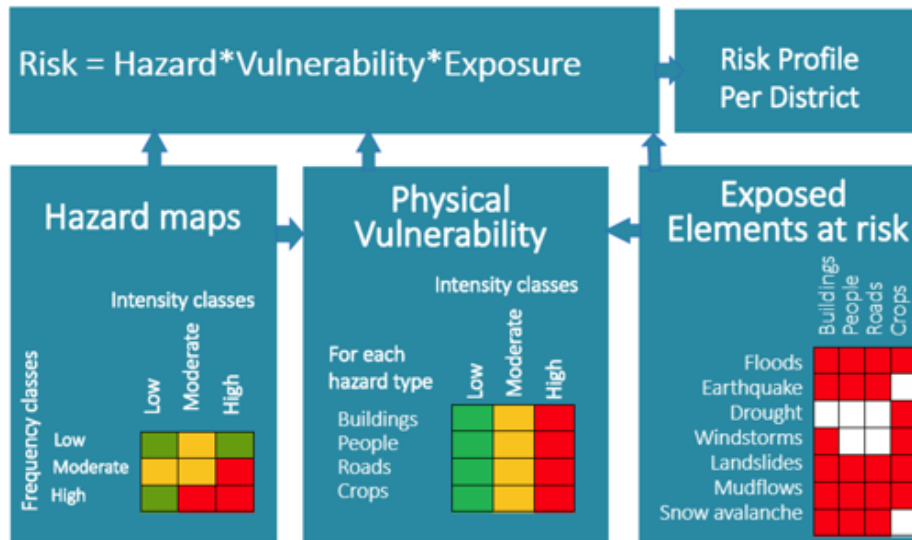 Risk = Hazard*Vulnerability*Exposure
Risk Profile
Per District
Hazard maps
Intensity classes
Frequency classes
Low
Moderate
High
Low
Moderate
High
Physical
Vulnerability
Intensity classes
For each
hazard type
Low
Moderate
High
Buildings
People
Roads
Crops
Exposed
Elements at risk
Buildings
People
Roads
Crops
Floods
Earthquake
Drought
Windstorms
Landslides
Mudflows
Snow avalanche